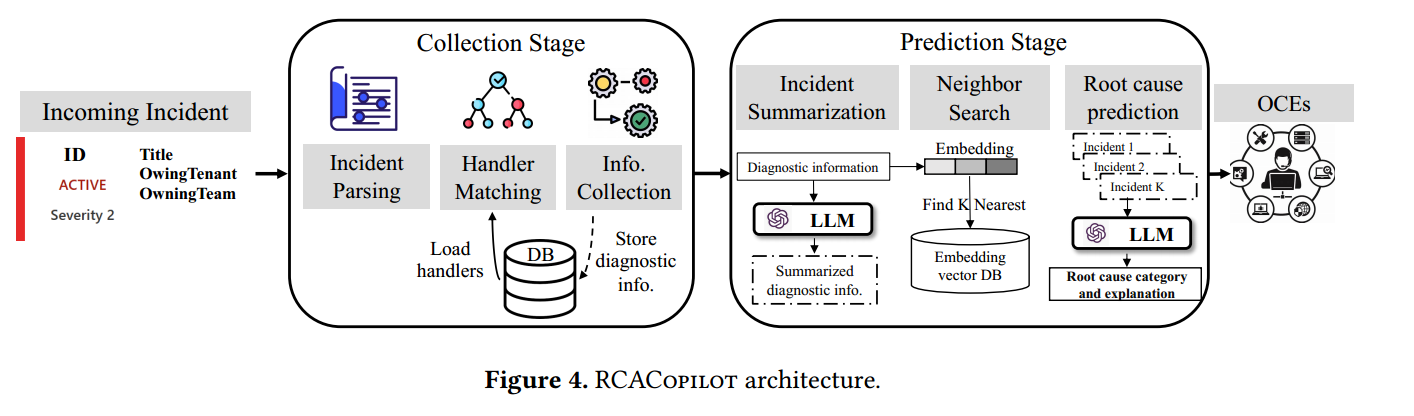 Incoming Incident
ID
ACTIVE
Severity 2
Title
OwingTenant
OwningTeam
Collection Stage
Incident
Parsing
Handler
Matching
Info.
Collection
Load
handlers
DB
Store
diagnostic
info.
Prediction Stage
Incident
Summarization
Diagnostic information
LLM
Summarized
diagnostic info.
Neighbor
Search
Embedding
Find K Nearest
Embedding
vector DB
Root cause
prediction
Incident 1
Incident 2
Incident K
LLM
Root cause category
and explanation
OCEs
Figure 4. RCACOPILOT architecture.